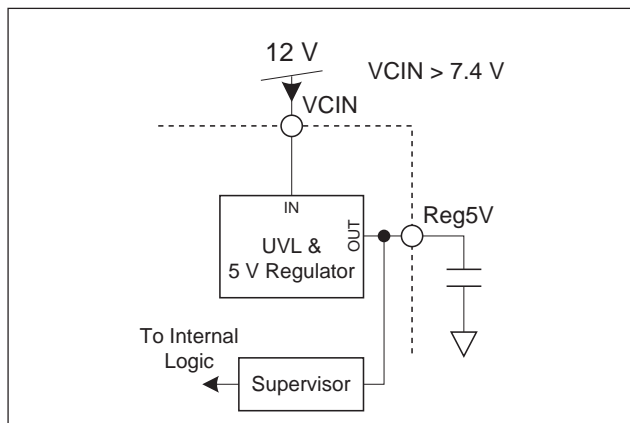 12 V
VCIN > 7.4 V
VCIN
IN
Reg5V
OUT
UVL &
5 V Regulator
To Internal
Logic
Supervisor